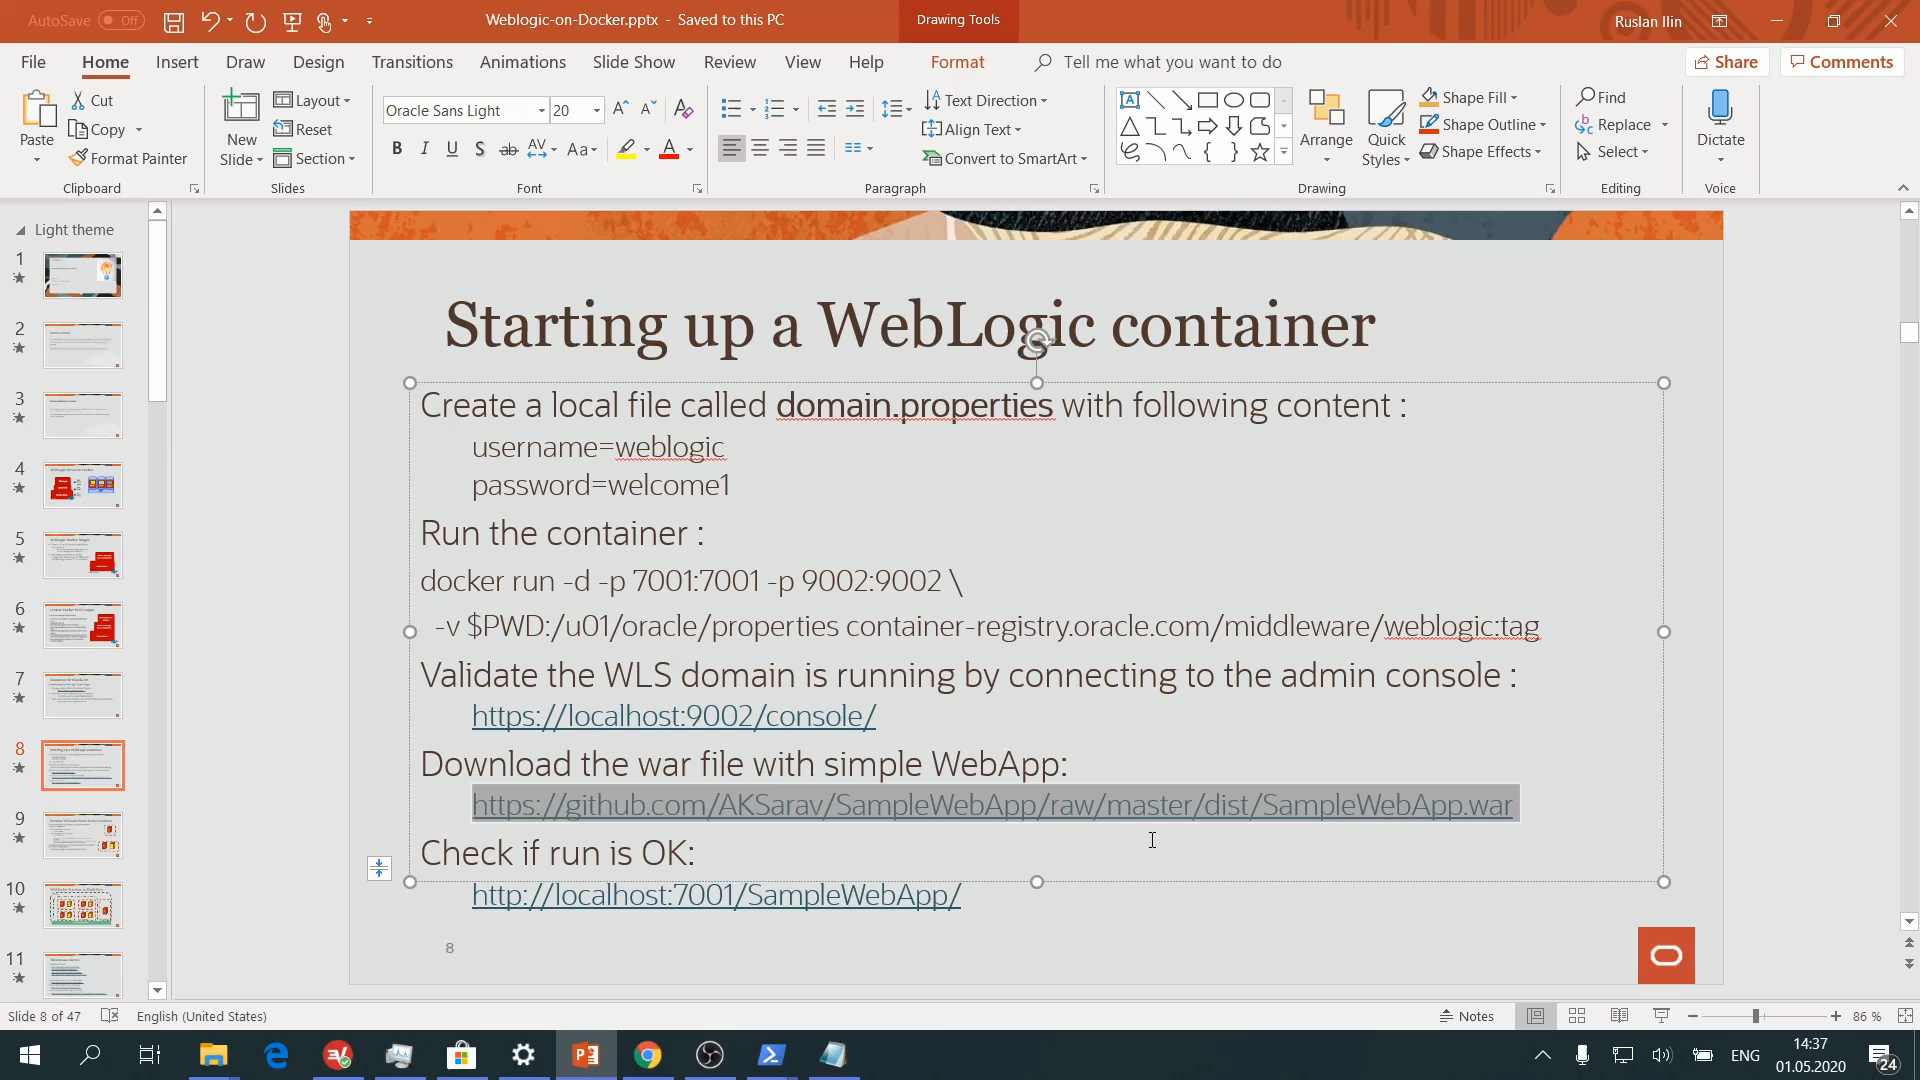 AutoSave Off
Weblogic-on-Docker.pptx - Saved to this PC
Drawing Tools
Ruslan Ilin
File Home Insert Draw Design Transitions Animations Slide Show Review View Help Format Tell me what you want to do Share Comments
Paste
Cut
Copy
Format Painter
Clipboard
New Slide
Layout
Reset
Section
Slides
Oracle Sans Light 20
Font
Text Direction
Align Text
Convert to SmartArt
Paragraph
Arrange
Quick Styles
Shape Fill
Shape Outline
Shape Effects
Drawing
Find
Replace
Select
Editing
Dictate
Voice
Light theme
1
2
3
4
5
6
7
8
9
10
11
Starting up a WebLogic container
Create a local file called domain.properties with following content :
username=weblogic
password=welcome1
Run the container :
docker run -d -p 7001:7001 -p 9002:9002 \
-v $PWD:/u01/oracle/properties container-registry.oracle.com/middleware/weblogic:tag
Validate the WLS domain is running by connecting to the admin console :
https://localhost:9002/console/
Download the war file with simple WebApp:
https://github.com/AKSarav/SampleWebApp/raw/master/dist/SampleWebApp.war
Check if run is OK:
http://localhost:7001/SampleWebApp/
8
Slide 8 of 47 English (United States) Notes 86 %
ENG
14:37
01.05.2020
24